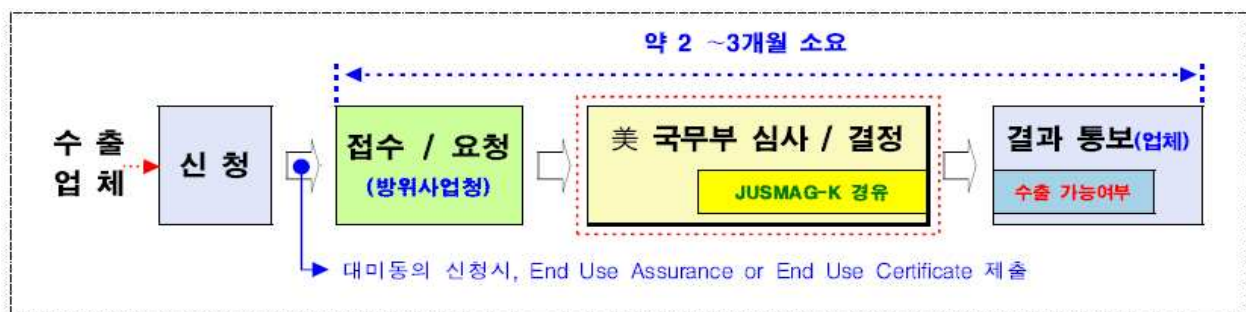 약 2 ~3개월 소요
수 출
업 체
신 청
접수 / 요청
(방위사업청)
美 국무부 심사 / 결정
JUSMAG-K 경유
결과 통보(업체)
수출 가능여부
대미동의 신청시, End Use Assurance or End Use Certificate 제출